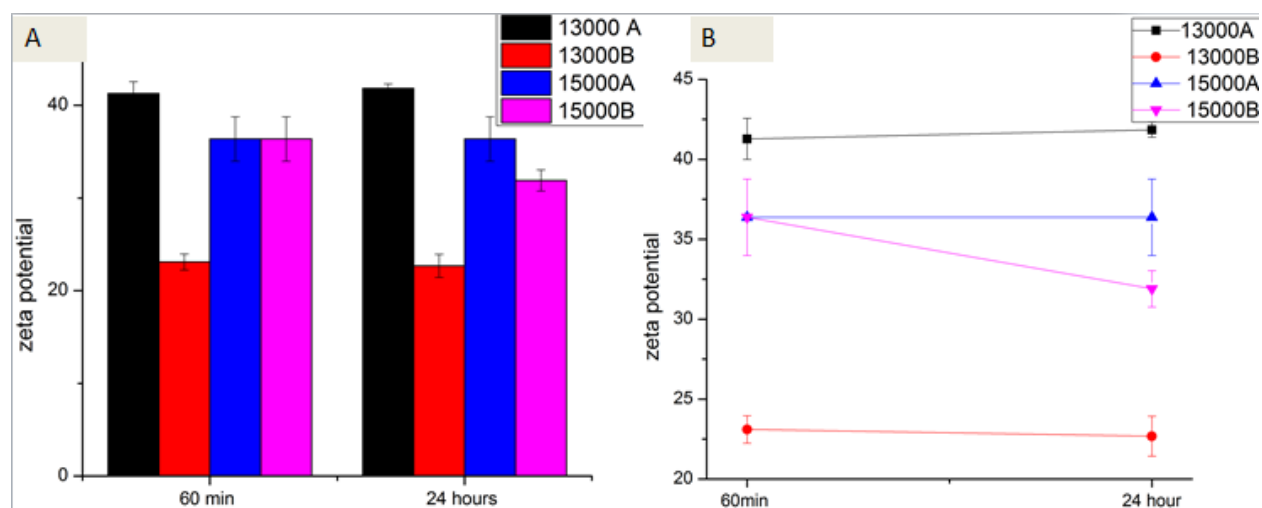 A
13000 A
13000B
15000A
15000B
40
20
0
zeta potential
60 min
24 hours
B
13000A
13000B
15000A
15000B
45
40
35
30
25
20
zeta potential
60min
24 hour